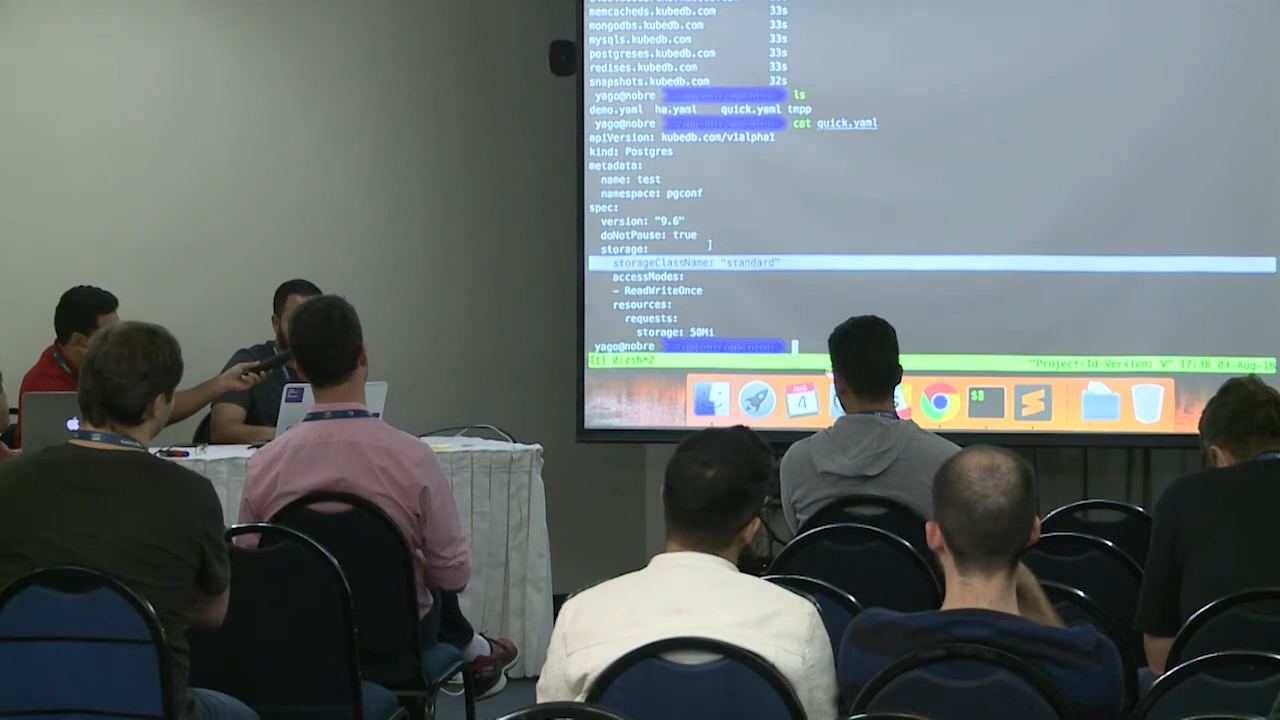 memcacheds.kubedb.com 33s
mongodbs.kubedb.com 33s
mysqls.kubedb.com 33s
postgreses.kubedb.com 33s
redises.kubedb.com 33s
snapshots.kubedb.com 32s
yago@nobre ls
demo.yaml ha.yaml quick.yaml tmpp
yago@nobre cat quick.yaml
apiVersion: kubedb.com/v1alpha1
kind: Postgres
metadata:
name: test
namespace: pgconf
spec:
version: "9.6"
doNotPause: true
storage:
storageClassName: "standard"
accessModes:
- ReadWriteOnce
resources:
requests:
storage: 50Mi
yago@nobre
[1] 0:zsh*Z "Project-Id-Version: V" 17:36 04-Aug-18
AUG
4
$